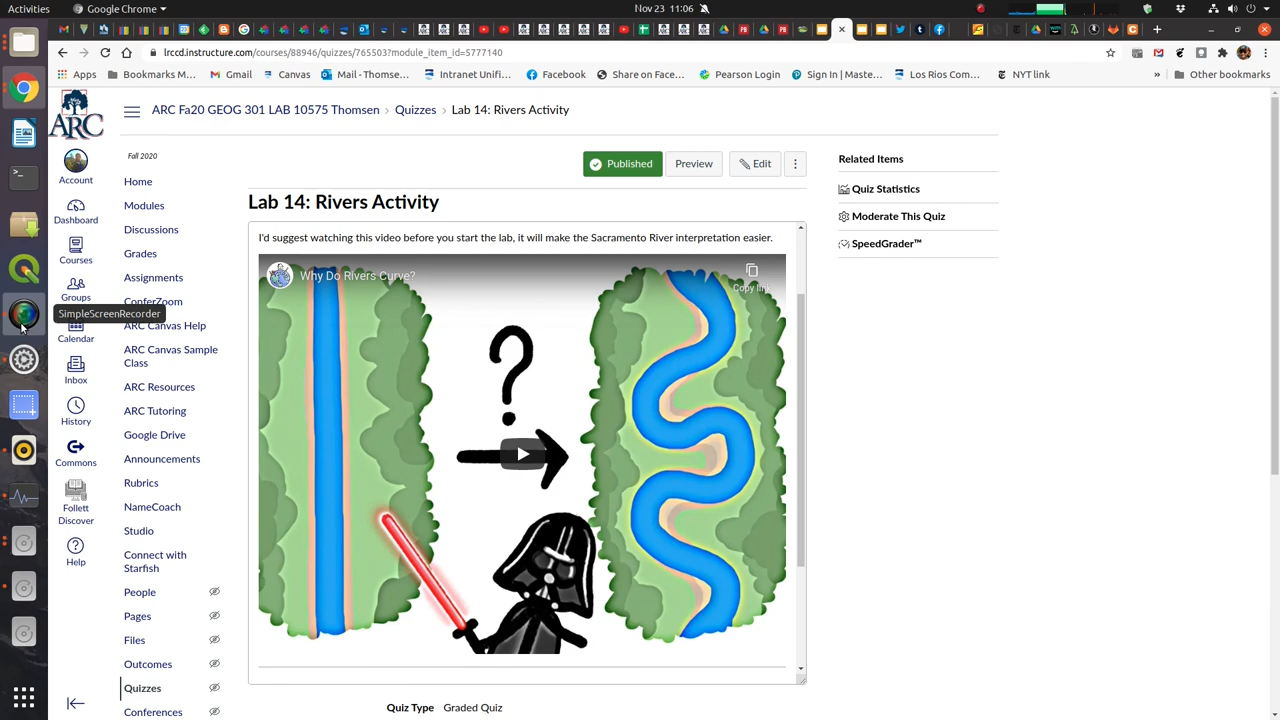 Activities
Google Chrome
Nov 23 11:06
lrccd.instructure.com/courses/88946/quizzes/765503?module_item_id=5777140
Apps
Bookmarks M...
Gmail
Canvas
Mail - Thomse...
Intranet Unifi...
Facebook
Share on Face...
Pearson Login
Sign In | Maste...
Los Rios Com...
NYT link
»
Other bookmarks
ARC
ARC Fa20 GEOG 301 LAB 10575 Thomsen › Quizzes › Lab 14: Rivers Activity
Account
Dashboard
Courses
Groups
SimpleScreenRecorder
Calendar
Inbox
History
Commons
Follett
Discover
Help
Fall 2020
Home
Modules
Discussions
Grades
Assignments
ConferZoom
ARC Canvas Help
ARC Canvas Sample
Class
ARC Resources
ARC Tutoring
Google Drive
Announcements
Rubrics
NameCoach
Studio
Connect with
Starfish
People
Pages
Files
Outcomes
Quizzes
Conferences
Published
Preview
Edit
Lab 14: Rivers Activity
I'd suggest watching this video before you start the lab, it will make the Sacramento River interpretation easier.
Why Do Rivers Curve?
Copy link
?
Quiz Type Graded Quiz
Related Items
Quiz Statistics
Moderate This Quiz
SpeedGrader™